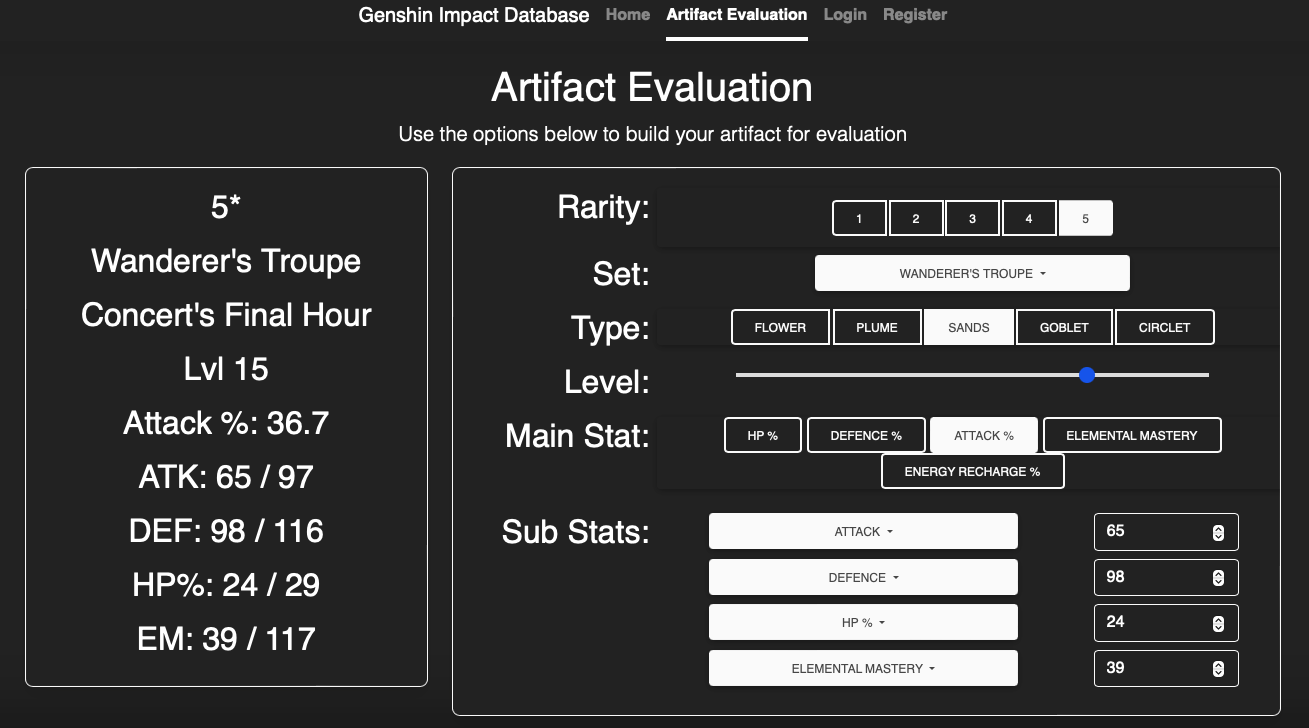 Genshin Impact Database Home Artifact Evaluation Login Register
Artifact Evaluation
Use the options below to build your artifact for evaluation
5*
Wanderer's Troupe
Concert's Final Hour
Lvl 15
Attack %: 36.7
ATK: 65 / 97
DEF: 98 / 116
HP%: 24 / 29
EM: 39 / 117
Rarity: 1 2 3 4 5
Set: WANDERER'S TROUPE
Type: FLOWER PLUME SANDS GOBLET CIRCLET
Level:
Main Stat: HP % DEFENCE % ATTACK % ELEMENTAL MASTERY
ENERGY RECHARGE %
Sub Stats: ATTACK 65
DEFENCE 98
HP % 24
ELEMENTAL MASTERY 39